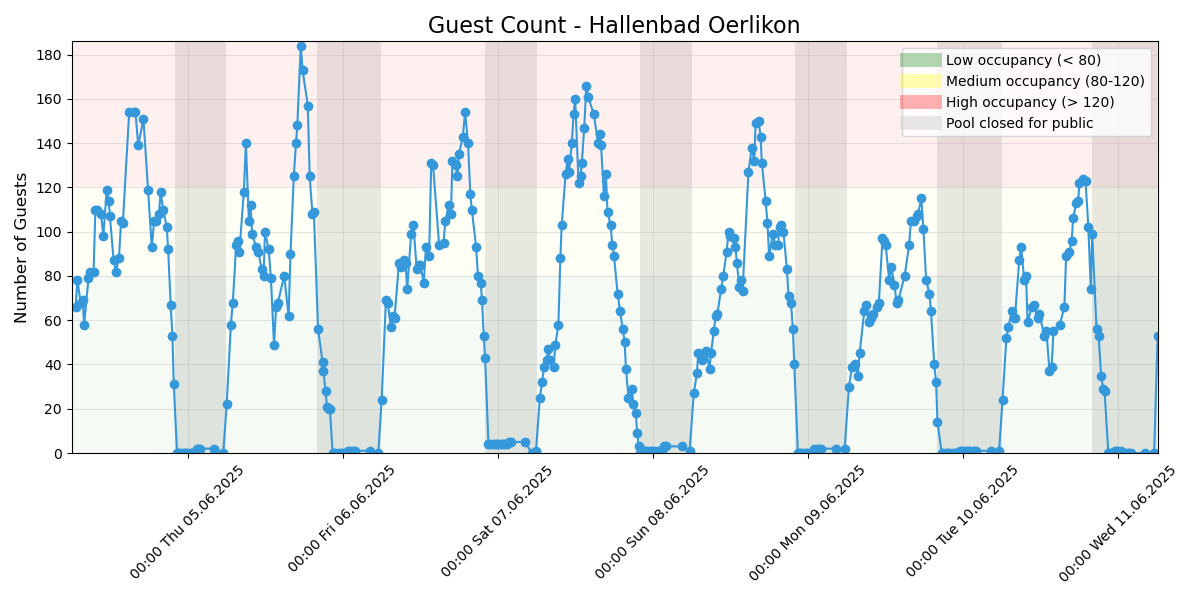 Guest Count - Hallenbad Oerlikon
Number of Guests
180
160
140
120
100
80
60
40
20
0
Low occupancy (< 80)
Medium occupancy (80-120)
High occupancy (> 120)
Pool closed for public
00:00 Thu 05.06.2025
00:00 Fri 06.06.2025
00:00 Sat 07.06.2025
00:00 Sun 08.06.2025
00:00 Mon 09.06.2025
00:00 Tue 10.06.2025
00:00 Wed 11.06.2025